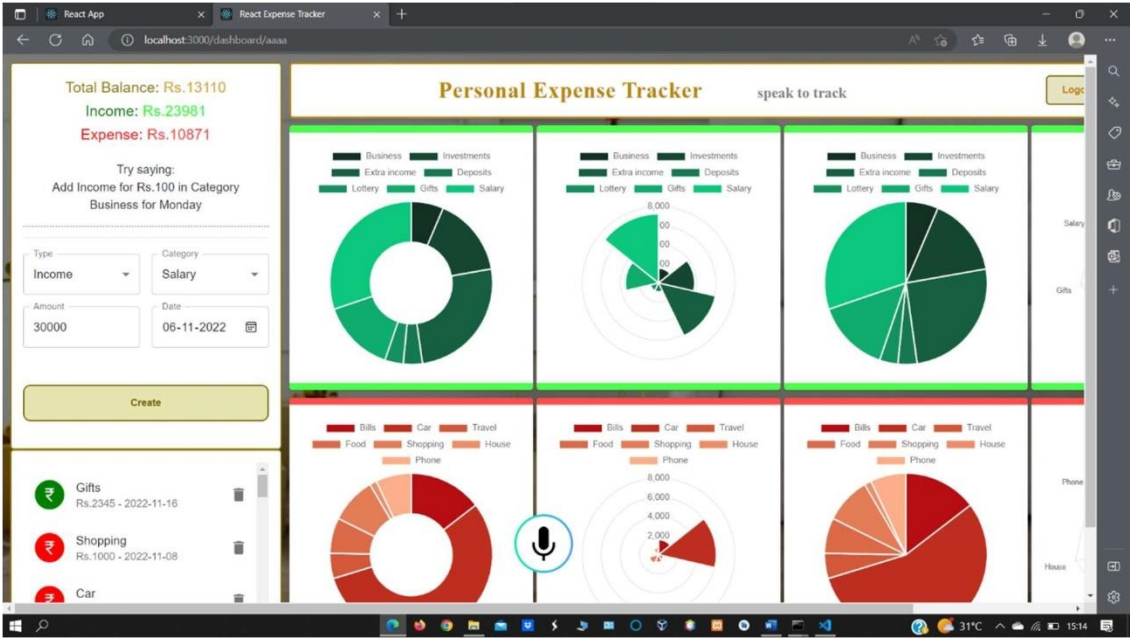 React App
React Expense Tracker
localhost:3000/dashboard/aaaa
Total Balance: Rs.13110
Income: Rs.23981
Expense: Rs.10871
Try saying:
Add Income for Rs.100 in Category
Business for Monday
Type
Income
Category
Salary
Amount
30000
Date
06-11-2022
Create
Gifts
Rs.2345 - 2022-11-16
Shopping
Rs.1000 - 2022-11-08
Car
Personal Expense Tracker
speak to track
Logo
Business Investments
Extra income Deposits
Lottery Gifts Salary
Business Investments
Extra income Deposits
Lottery Gifts Salary
8,000
00
00
00
Business Investments
Extra income Deposits
Lottery Gifts Salary
Salary
Gifts
Bills Car Travel
Food Shopping House
Phone
Bills Car Travel
Food Shopping House
Phone
8,000
6,000
4,000
2,000
Bills Car Travel
Food Shopping House
Phone
Phone
House
31°C
15:14